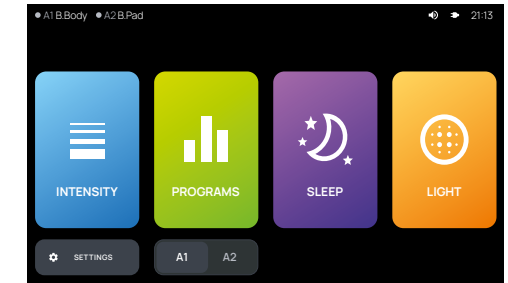 A1 B.Body A2 B.Pad 21:13
INTENSITY PROGRAMS SLEEP LIGHT
SETTINGS A1 A2